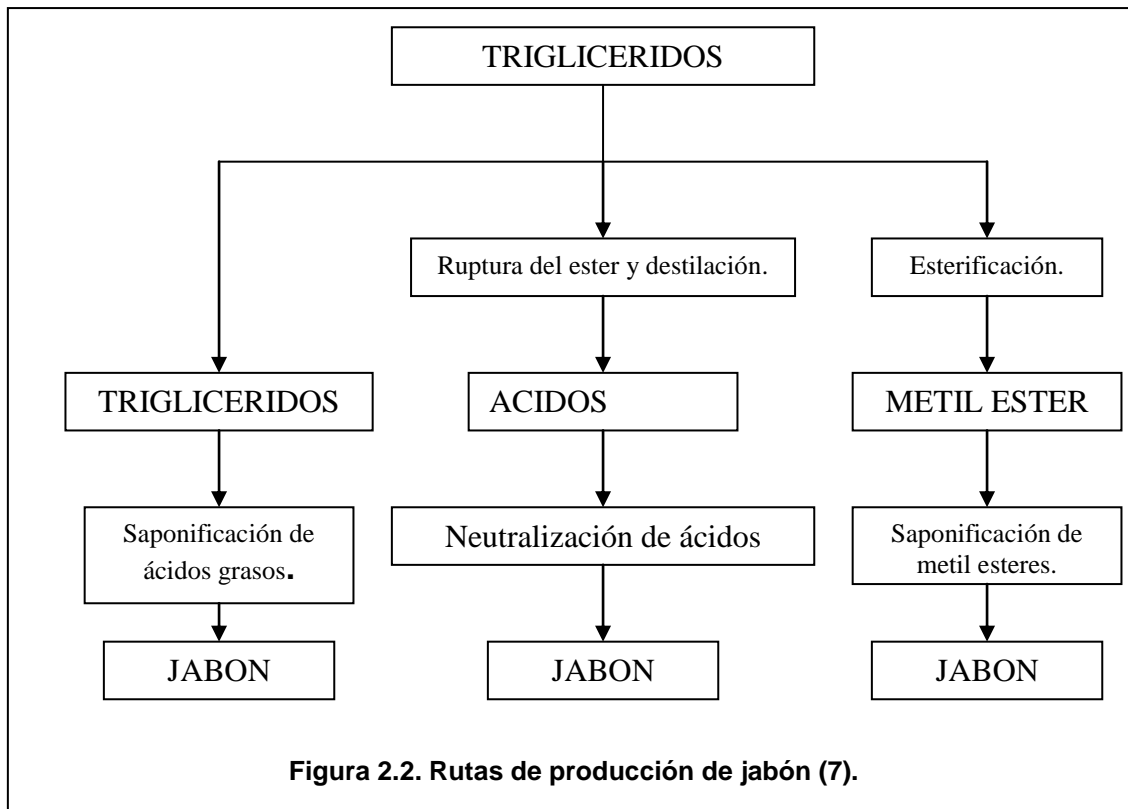 TRIGLICERIDOS
Ruptura del ester y destilación.
Esterificación.
TRIGLICERIDOS
ACIDOS
METIL ESTER
Saponificación de
ácidos grasos.
Neutralización de ácidos
Saponificación de
metil esteres.
JABON
JABON
JABON
Figura 2.2. Rutas de producción de jabón (7).